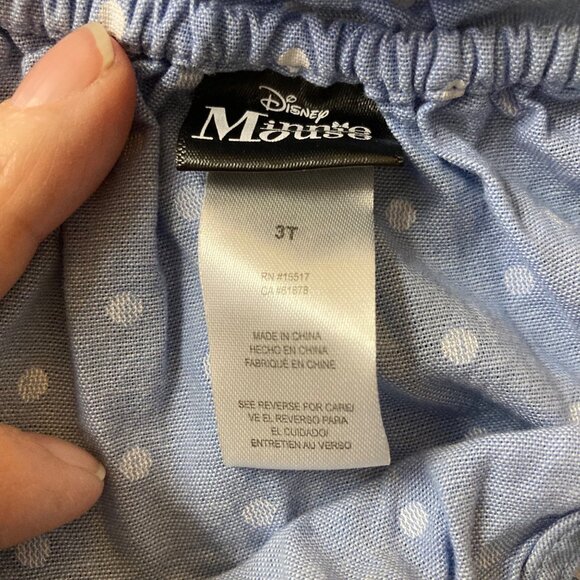 Disney
Minnie
Mouse
3T
RN #15517
CA #61678
MADE IN CHINA
HECHO EN CHINA
FABRIQUÉ EN CHINE
SEE REVERSE FOR CARE/
VE EL REVERSO PARA
EL CUIDADO/
ENTRETIEN AU VERSO